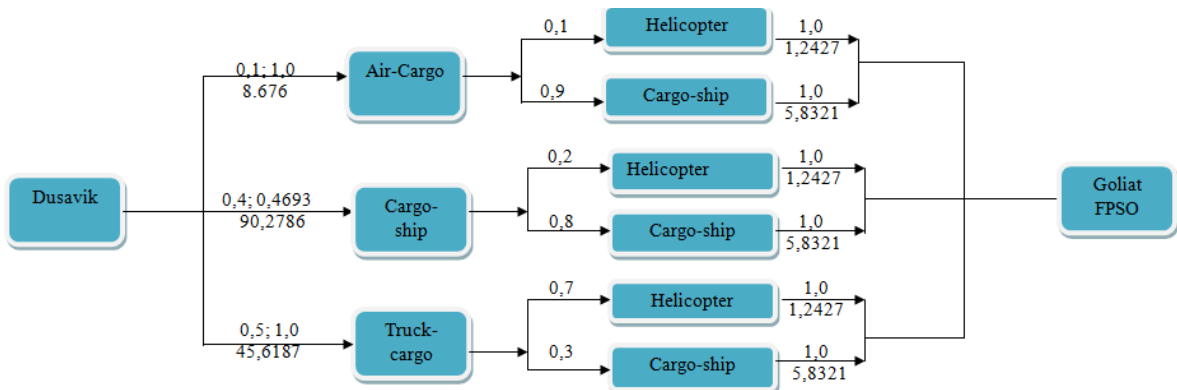 0,1
Helicopter
1,0
1,2427
0,1; 1,0
8.676
Air-Cargo
0,9
Cargo-ship
1,0
5,8321
0,2
Helicopter
1,0
1,2427
Dusavik
0,4; 0,4693
90,2786
Cargo-
ship
0,8
Cargo-ship
1,0
5,8321
Goliat
FPSO
0,7
Helicopter
1,0
1,2427
0,5; 1,0
45,6187
Truck-
cargo
0,3
Cargo-ship
1,0
5,8321